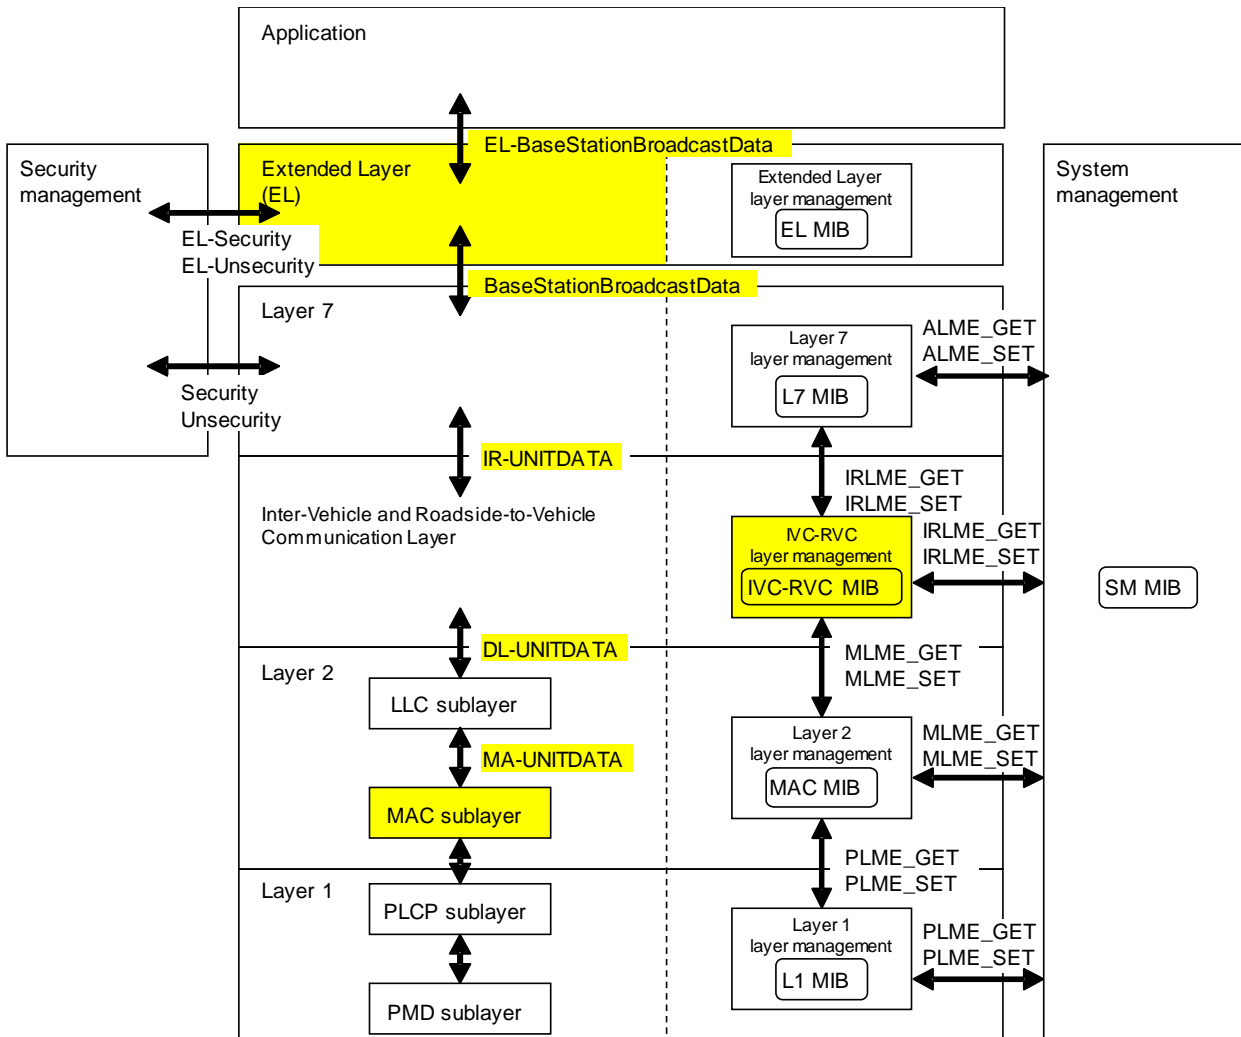 Application
EL-BaseStationBroadcastData
Security
management
Extended Layer
(EL)
Extended Layer
layer management
EL MIB
System
management
EL-Security
EL-Unsecurity
BaseStationBroadcastData
Layer 7
Layer 7
layer management
L7 MIB
ALME_GET
ALME_SET
Security
Unsecurity
IR-UNITDATA
IRLME_GET
IRLME_SET
Inter-Vehicle and Roadside-to-Vehicle
Communication Layer
IVC-RVC
layer management
IVC-RVC MIB
IRLME_GET
IRLME_SET
SM MIB
DL-UNITDATA
MLME_GET
MLME_SET
Layer 2
LLC sublayer
MA-UNITDATA
Layer 2
layer management
MAC MIB
MLME_GET
MLME_SET
MAC sublayer
PLME_GET
PLME_SET
Layer 1
PLCP sublayer
Layer 1
layer management
L1 MIB
PLME_GET
PLME_SET
PMD sublayer